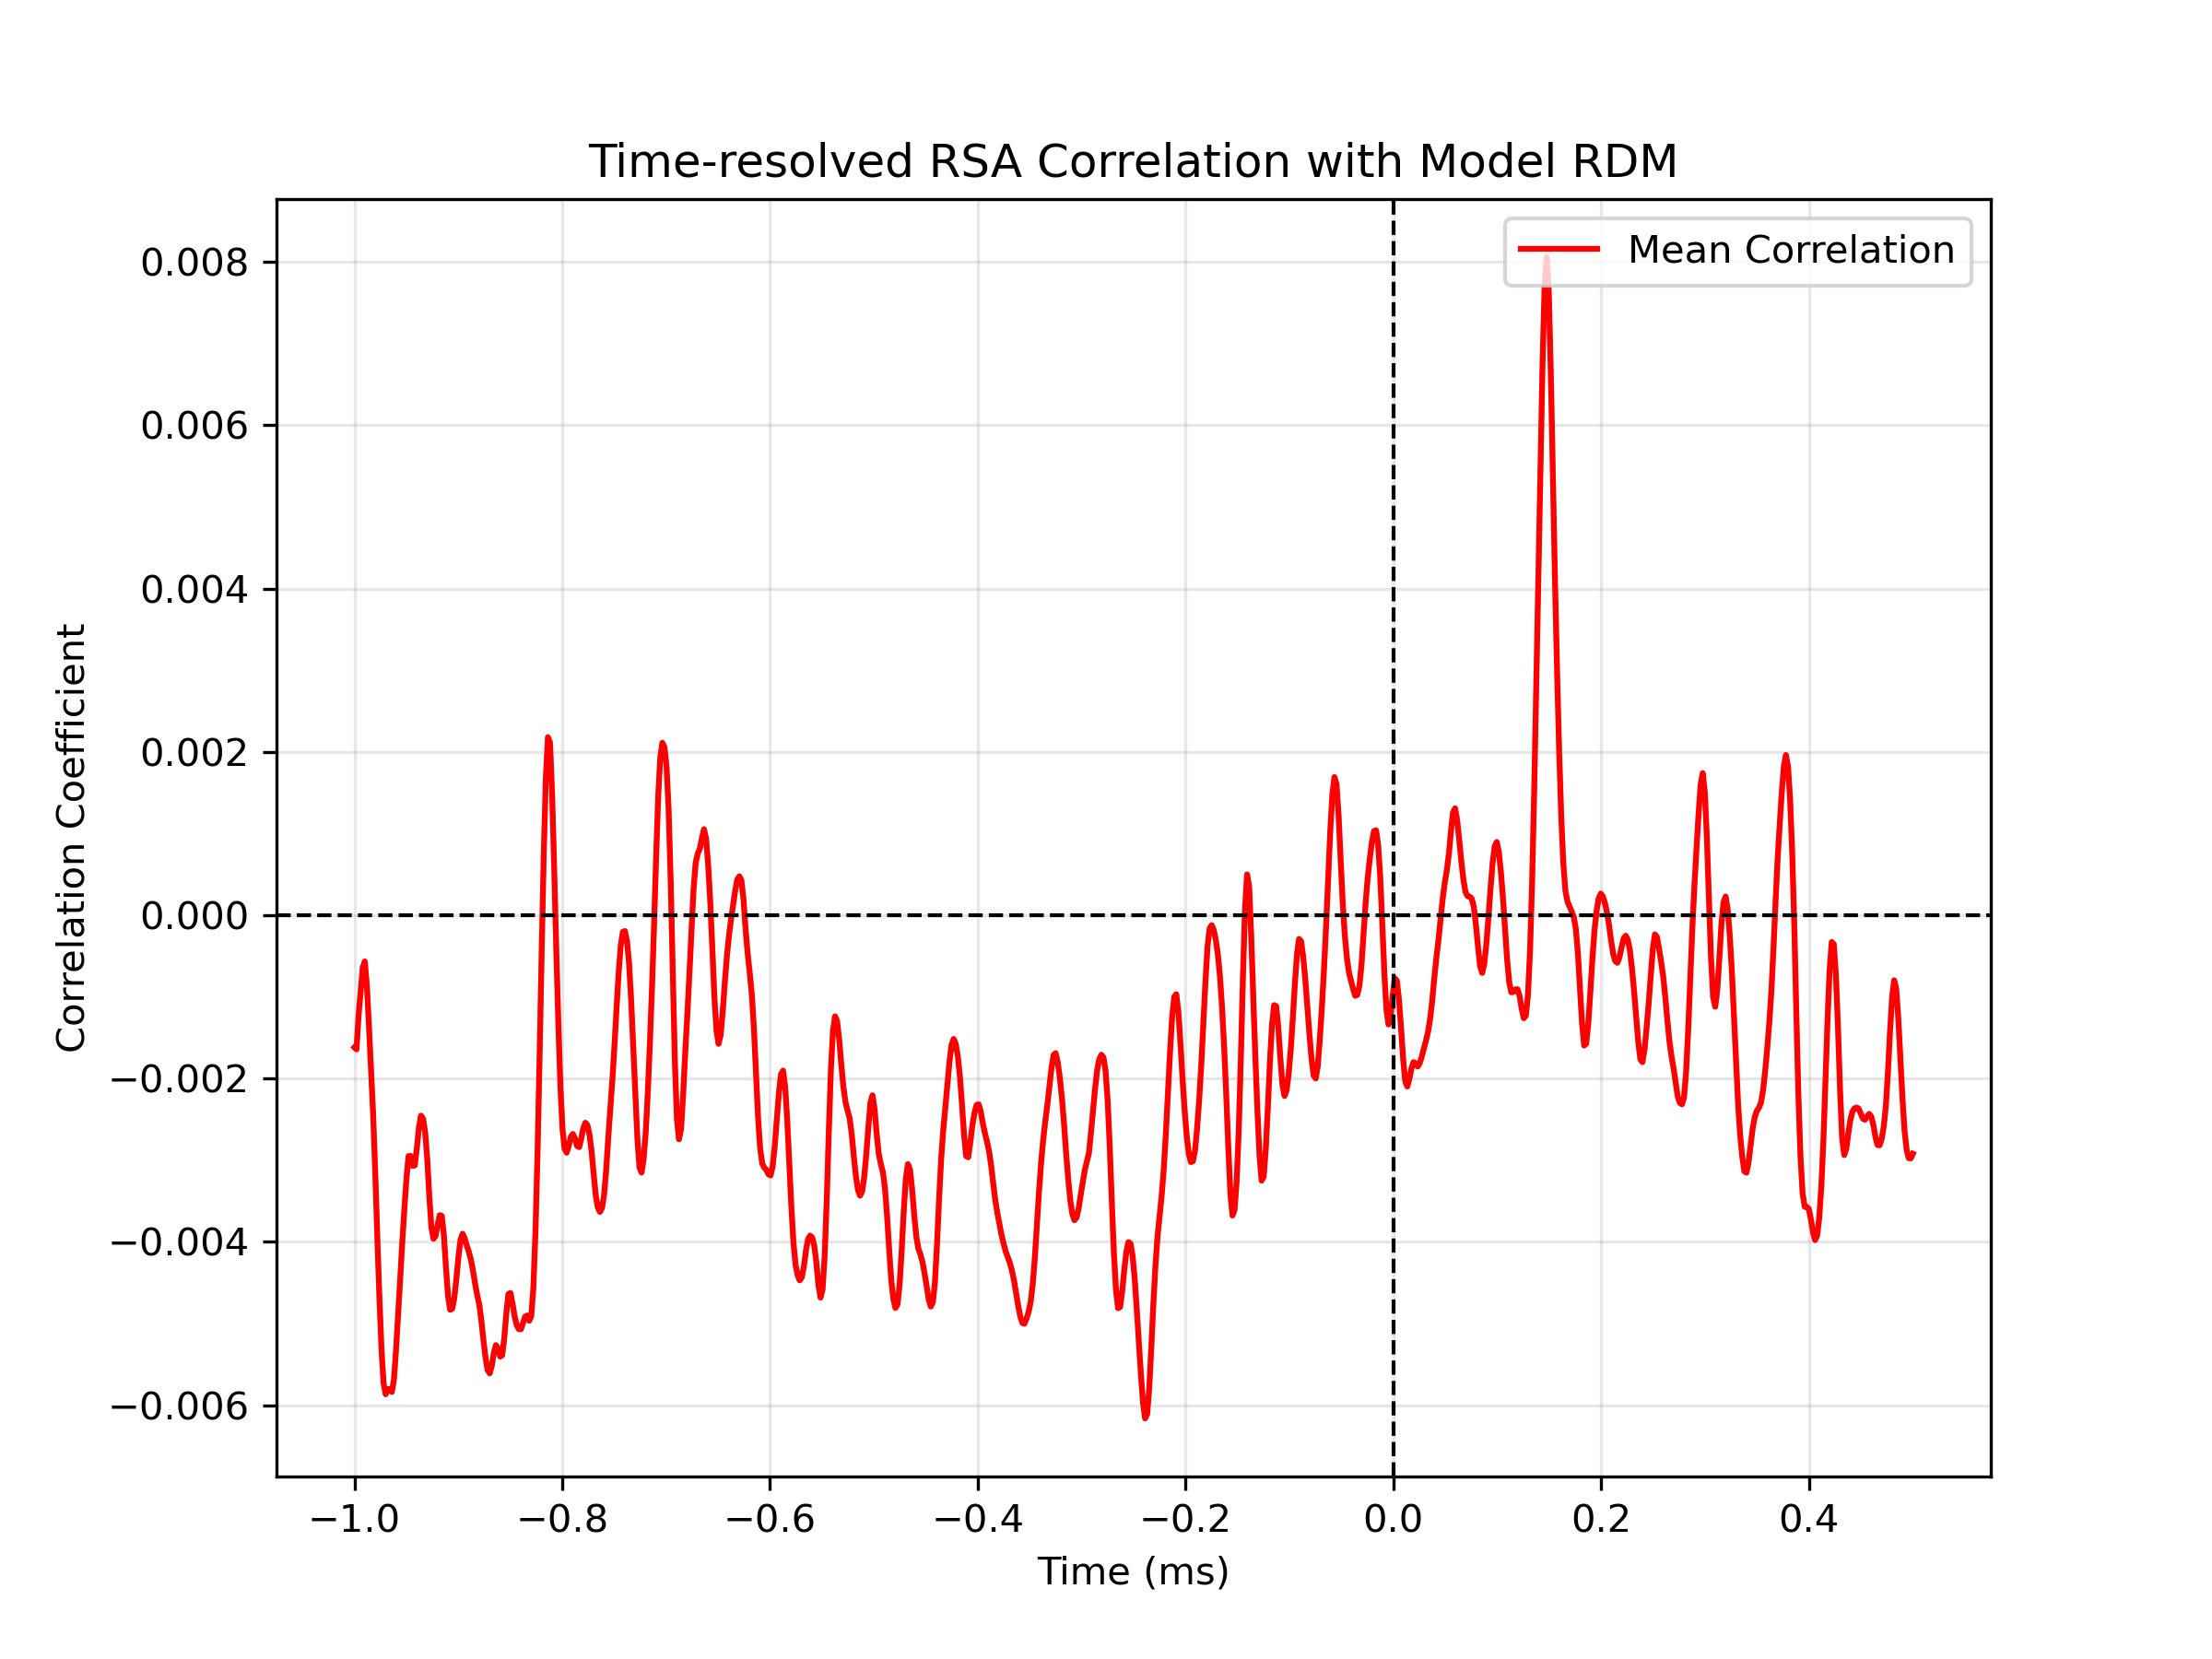 Time-resolved RSA Correlation with Model RDM
Mean Correlation
Correlation Coefficient
0.008
0.006
0.004
0.002
0.000
−0.002
−0.004
−0.006
−1.0 −0.8 −0.6 −0.4 −0.2 0.0 0.2 0.4
Time (ms)